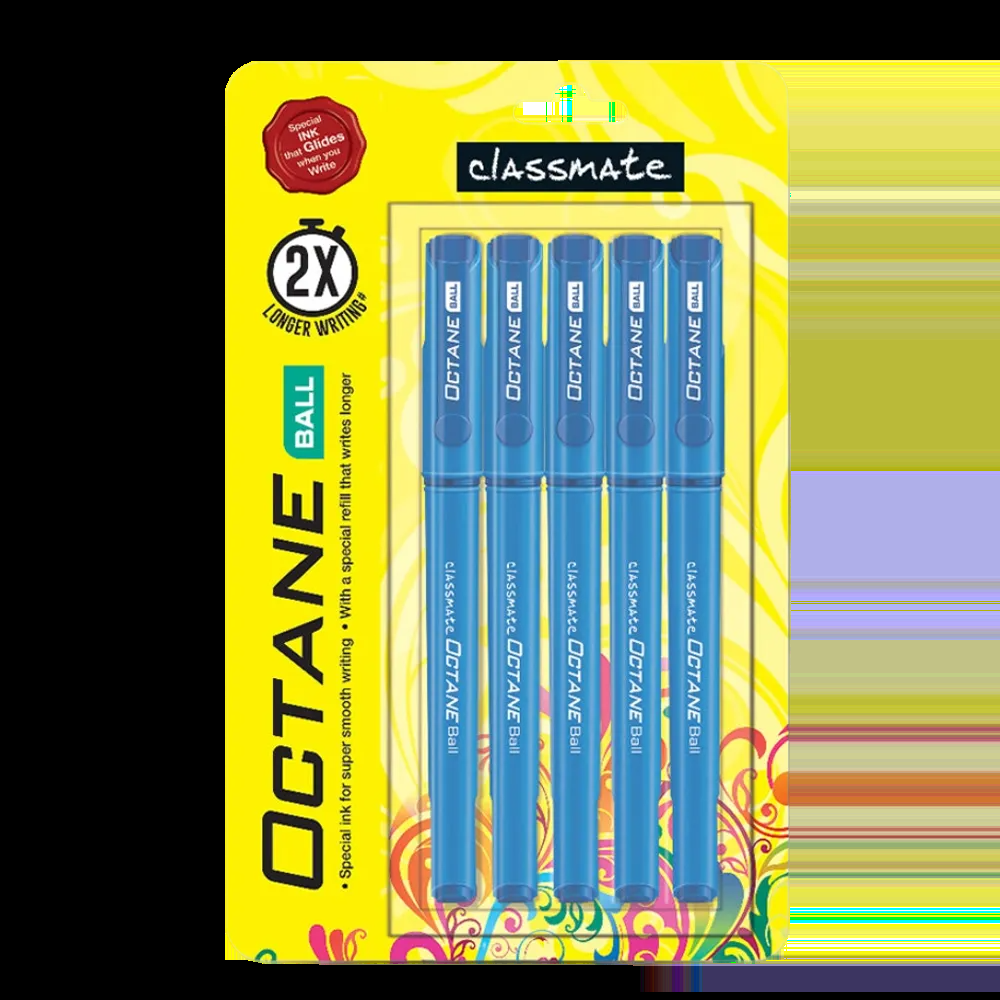 Special
INK
that Glides
when you
Write
classmate
2X
LONGER WRITING#
OCTANE BALL
• Special ink for super smooth writing • With a special refill that writes longer
OCTANE BALL
OCTANE BALL
OCTANE BALL
OCTANE BALL
OCTANE BALL
classmate OCTANE Ball
classmate OCTANE Ball
classmate OCTANE Ball
classmate OCTANE Ball
classmate OCTANE Ball